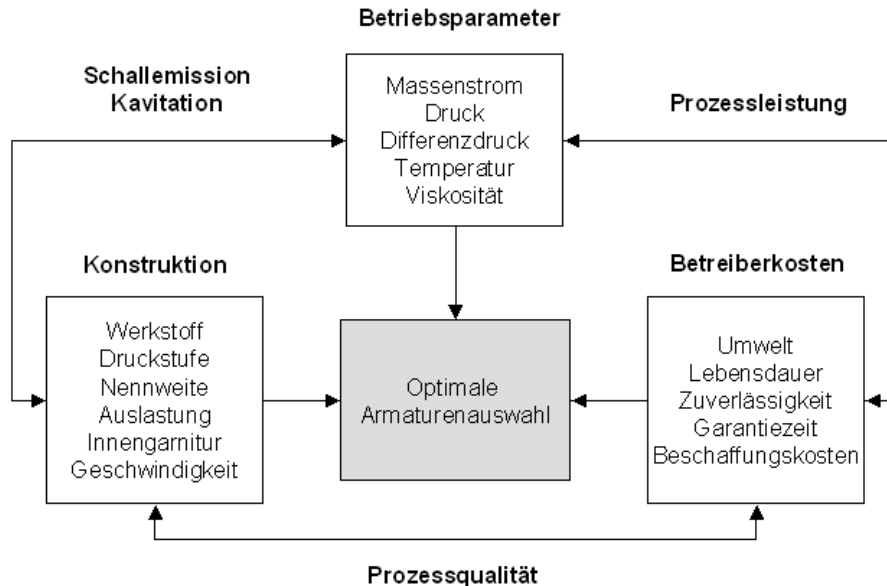 Betriebsparameter
Schallemission
Kavitation
Massenstrom
Druck
Differenzdruck
Temperatur
Viskosität
Prozessleistung
Konstruktion
Werkstoff
Druckstufe
Nennweite
Auslastung
Innengarnitur
Geschwindigkeit
Optimale
Armaturenauswahl
Betreiberkosten
Umwelt
Lebensdauer
Zuverlässigkeit
Garantiezeit
Beschaffungskosten
Prozessqualität